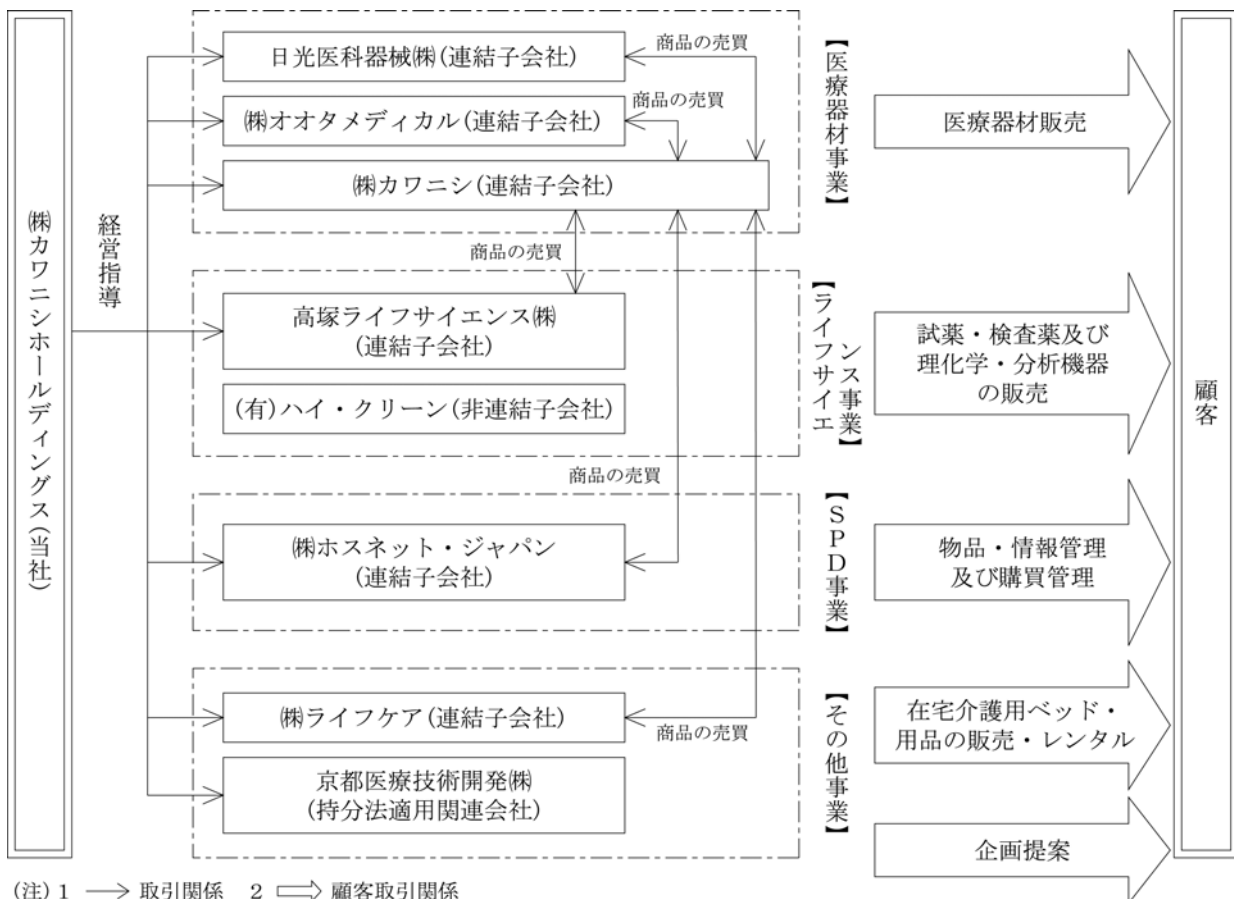 ㈱カワニシホールディングス(当社)
経営指導
日光医科器械㈱(連結子会社)
商品の売買
㈱オオタメディカル(連結子会社)
商品の売買
㈱カワニシ(連結子会社)
【医療器材事業】
医療器材販売
商品の売買
高塚ライフサイエンス㈱
(連結子会社)
(有)ハイ・クリーン(非連結子会社)
【ライフサイエ
ンス事業】
試薬・検査薬及び
理化学・分析機器
の販売
顧客
商品の売買
㈱ホスネット・ジャパン
(連結子会社)
【SPD事業】
物品・情報管理
及び購買管理
㈱ライフケア(連結子会社)
商品の売買
京都医療技術開発㈱
(持分法適用関連会社)
【その他事業】
在宅介護用ベッド・
用品の販売・レンタル
企画提案
(注) 1 → 取引関係 2 ⇨ 顧客取引関係